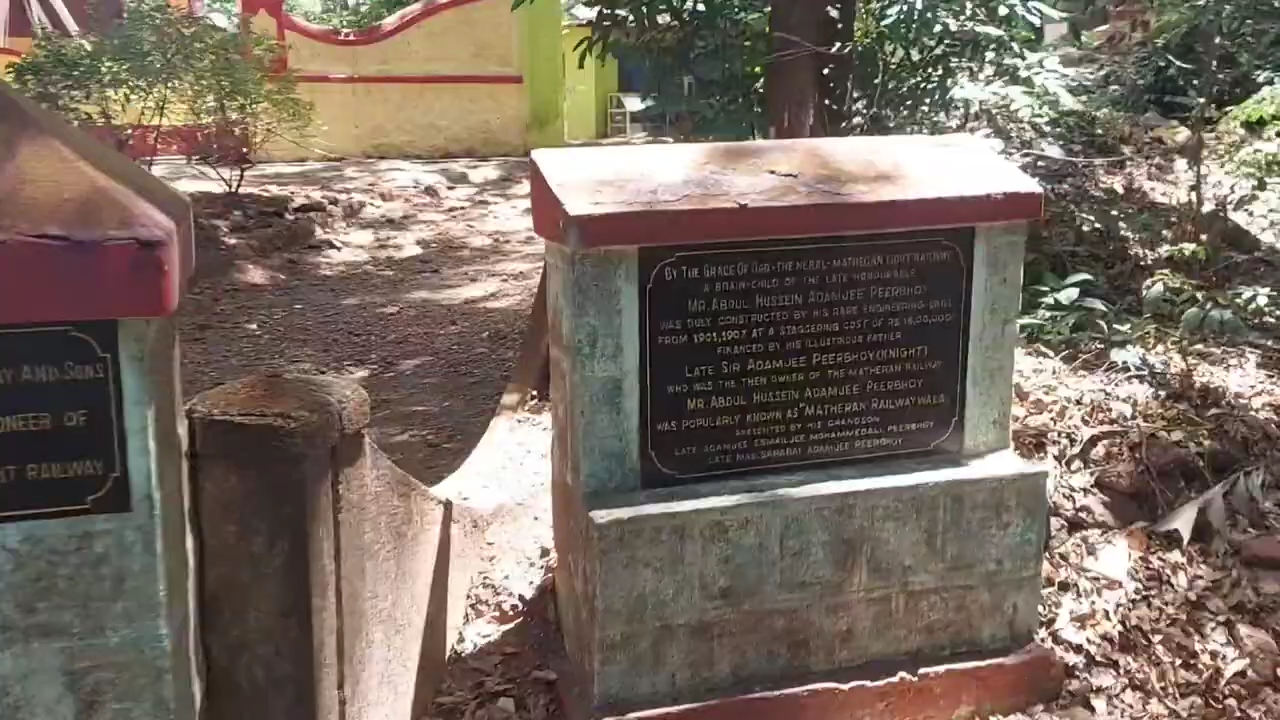 Y AND SONS
ONEER OF
T RAILWAY
BY THE GRACE OF GOD-THE NERAL-MATHERAN LIGHT RAILWAY
A BRAIN-CHILD OF THE LATE HONOURABLE
MR. ABDUL HUSSEIN ADAMJEE PEERBHOY
WAS DULY CONSTRUCTED BY HIS RARE ENGINEERING SKILL
FROM 1901,1907 AT A STAGGERING COST OF RS 16,00,000/
FINANCED BY HIS ILLUSTRIOUS FATHER
LATE SIR ADAMJEE PEERBHOY (KNIGHT)
WHO WAS THE THEN OWNER OF THE MATHERAN RAILWAY
MR. ABDUL HUSSEIN ADAMJEE PEERBHOY
WAS POPULARLY KNOWN AS "MATHERAN RAILWAYWALA
PRESENTED BY HIS GRANDSON
LATE ADAMJEE ESMAILJEE MOHAMMEDALI PEERBHOY
LATE MRS. SAHARAI ADAMJEE PEERBHOY